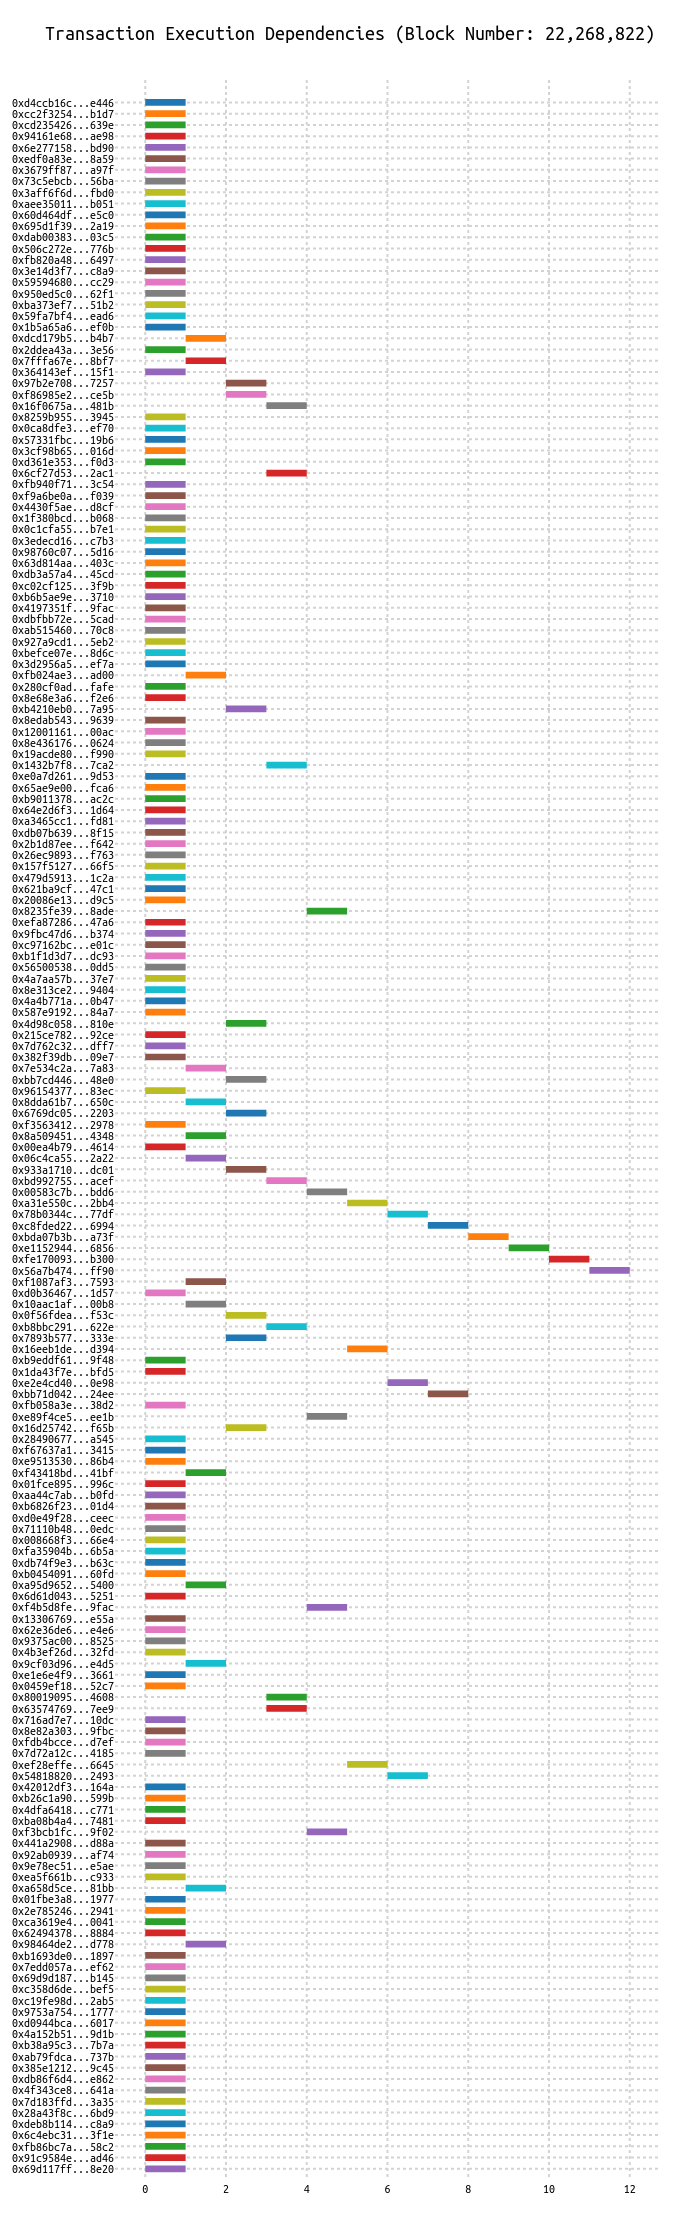 Transaction Execution Dependencies (Block Number: 22,268,822)
0xd4ccb16c...e446
0xcc2f3254...b1d7
0xcd235426...639e
0x94161e68...ae98
0x6e277158...bd90
0xedf0a83e...8a59
0x3679ff87...a97f
0x73c5ebcb...56ba
0x3aff6f6d...fbd0
0xaee35011...b051
0x60d464df...e5c0
0x695d1f39...2a19
0xdab00383...03c5
0x506c272e...776b
0xfb820a48...6497
0x3e14d3f7...c8a9
0x59594680...cc29
0x950ed5c0...62f1
0xba373ef7...51b2
0x59fa7bf4...ead6
0x1b5a65a6...ef0b
0xdcd179b5...b4b7
0x2ddea43a...3e56
0x7fffa67e...8bf7
0x364143ef...15f1
0x97b2e708...7257
0xf86985e2...ce5b
0x16f0675a...481b
0x8259b955...3945
0x0ca8dfe3...ef70
0x57331fbc...19b6
0x3cf98b65...016d
0xd361e353...f0d3
0x6cf27d53...2ac1
0xfb940f71...3c54
0xf9a6be0a...f039
0x4430f5ae...d8cf
0x1f380bcd...b068
0x0c1cfa55...b7e1
0x3edecd16...c7b3
0x98760c07...5d16
0x63d814aa...403c
0xdb3a57a4...45cd
0xc02cf125...3f9b
0xb6b5ae9e...3710
0x4197351f...9fac
0xdbfbb72e...5cad
0xab515460...70c8
0x927a9cd1...5eb2
0xbefce07e...8d6c
0x3d2956a5...ef7a
0xfb024ae3...ad00
0x280cf0ad...fafe
0x8e68e3a6...f2e6
0xb4210eb0...7a95
0x8edab543...9639
0x12001161...00ac
0x8e436176...0624
0x19acde80...f990
0x1432b7f8...7ca2
0xe0a7d261...9d53
0x65ae9e00...fca6
0xb9011378...ac2c
0x64e2d6f3...1d64
0xa3465cc1...fd81
0xdb07b639...8f15
0x2b1d87ee...f642
0x26ec9893...f763
0x157f5127...66f5
0x479d5913...1c2a
0x621ba9cf...47c1
0x20086e13...d9c5
0x8235fe39...8ade
0xefa87286...47a6
0x9fbc47d6...b374
0xc97162bc...e01c
0xb1f1d3d7...dc93
0x56500538...0dd5
0x4a7aa57b...37e7
0x8e313ce2...9404
0x4a4b771a...0b47
0x587e9192...84a7
0x4d98c058...810e
0x215ce782...92ce
0x7d762c32...dff7
0x382f39db...09e7
0x7e534c2a...7a83
0xbb7cd446...48e0
0x96154377...83ec
0x8dda61b7...650c
0x6769dc05...2203
0xf3563412...2978
0x8a509451...4348
0x00ea4b79...4614
0x06c4ca55...2a22
0x933a1710...dc01
0xbd992755...acef
0x00583c7b...bdd6
0xa31e550c...2bb4
0x78b0344c...77df
0xc8fded22...6994
0xbda07b3b...a73f
0xe1152944...6856
0xfe170093...b300
0x56a7b474...ff90
0xf1087af3...7593
0xd0b36467...1d57
0x10aac1af...00b8
0x0f56fdea...f53c
0xb8bbc291...622e
0x7893b577...333e
0x16eeb1de...d394
0xb9eddf61...9f48
0x1da43f7e...bfd5
0xe2e4cd40...0e98
0xbb71d042...24ee
0xfb058a3e...38d2
0xe89f4ce5...ee1b
0x16d25742...f65b
0x28490677...a545
0xf67637a1...3415
0xe9513530...86b4
0xf43418bd...41bf
0x01fce895...996c
0xaa44c7ab...b0fd
0xb6826f23...01d4
0xd0e49f28...ceec
0x71110b48...0edc
0x008668f3...66e4
0xfa35904b...6b5a
0xdb74f9e3...b63c
0xb0454091...60fd
0xa95d9652...5400
0x6d61d043...5251
0xf4b5d8fe...9fac
0x13306769...e55a
0x62e36de6...e4e6
0x9375ac00...8525
0x4b3ef26d...32fd
0x9cf03d96...e4d5
0xe1e6e4f9...3661
0x0459ef18...52c7
0x80019095...4608
0x63574769...7ee9
0x716ad7e7...10dc
0x8e82a303...9fbc
0xfdb4bcce...d7ef
0x7d72a12c...4185
0xef28effe...6645
0x54818820...2493
0x42012df3...164a
0xb26c1a90...599b
0x4dfa6418...c771
0xba08b4a4...7481
0xf3bcb1fc...9f02
0x441a2908...d88a
0x92ab0939...af74
0x9e78ec51...e5ae
0xea5f661b...c933
0xa658d5ce...81bb
0x01fbe3a8...1977
0x2e785246...2941
0xca3619e4...0041
0x62494378...8884
0x98464de2...d778
0xb1693de0...1897
0x7edd057a...ef62
0x69d9d187...b145
0xc358d6de...bef5
0xc19fe98d...2ab5
0x9753a754...1777
0xd0944bca...6017
0x4a152b51...9d1b
0xb38a95c3...7b7a
0xab79fdca...737b
0x385e1212...9c45
0xdb86f6d4...e862
0x4f343ce8...641a
0x7d183ffd...3a35
0x28a43f8c...6bd9
0xdeb8b114...c8a9
0x6c4ebc31...3f1e
0xfb86bc7a...58c2
0x91c9584e...ad46
0x69d117ff...8e20
0 2 4 6 8 10 12